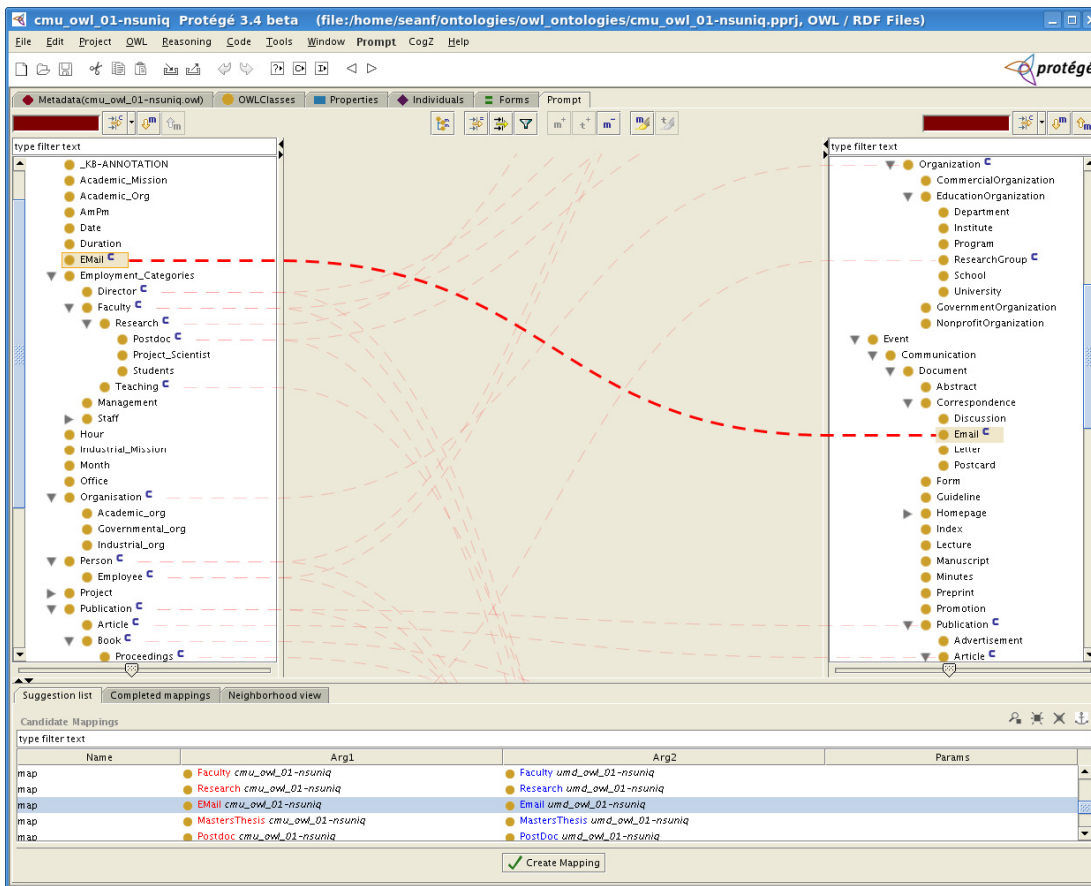 cmu_owl_01-nsuniq Protégé 3.4 beta (file:/home/seanf/ontologies/owl_ontologies/cmu_owl_01-nsuniq.pprj, OWL / RDF Files)
File Edit Project OWL Reasoning Code Tools Window Prompt CogZ Help
protégé
Metadata(cmu_owl_01-nsuniq.owl) OWLClasses Properties Individuals Forms Prompt
type filter text
_KB-ANNOTATION
Academic_Mission
Academic_Org
AmPm
Date
Duration
EMail C
Employment_Categories
Director C
Faculty C
Research C
Postdoc C
Project_Scientist
Students
Teaching C
Management
Staff
Hour
Industrial_Mission
Month
Office
Organisation C
Academic_org
Governmental_org
Industrial_org
Person C
Employee C
Project
Publication C
Article C
Book C
Proceedings C
type filter text
Organization C
CommercialOrganization
EducationOrganization
Department
Institute
Program
ResearchGroup C
School
University
GovernmentOrganization
NonprofitOrganization
Event
Communication
Document
Abstract
Correspondence
Discussion
Email C
Letter
Postcard
Form
Guideline
Homepage
Index
Lecture
Manuscript
Minutes
Preprint
Promotion
Publication C
Advertisement
Article C
Suggestion list Completed mappings Neighborhood view
Candidate Mappings
type filter text
Name Arg1 Arg2 Params
map Faculty cmu_owl_01-nsuniq Faculty umd_owl_01-nsuniq
map Research cmu_owl_01-nsuniq Research umd_owl_01-nsuniq
map EMail cmu_owl_01-nsuniq Email umd_owl_01-nsuniq
map MastersThesis cmu_owl_01-nsuniq MastersThesis umd_owl_01-nsuniq
map Postdoc cmu_owl_01-nsuniq PostDoc umd_owl_01-nsuniq
Create Mapping